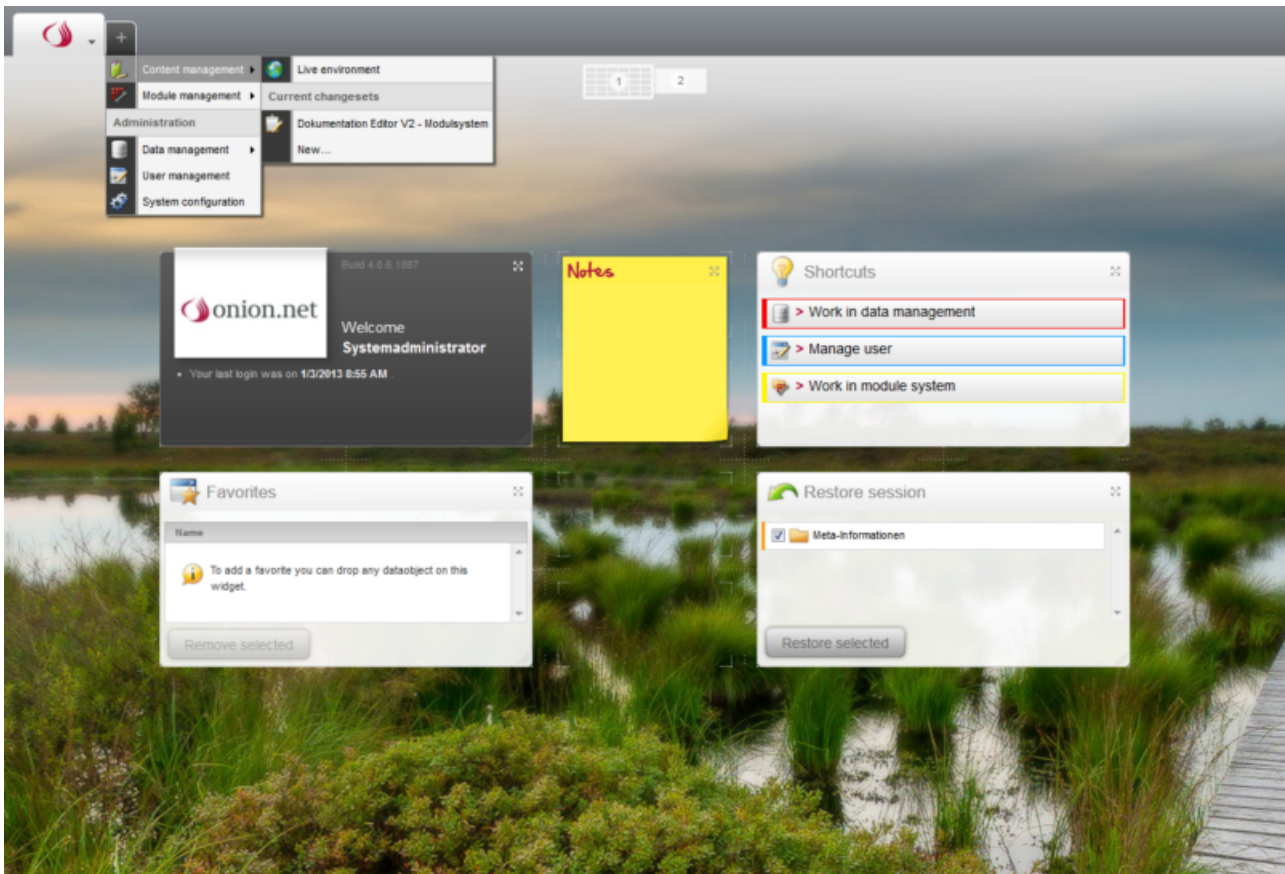 +
Content management
Live environment
Module management
Current changesets
Administration
Dokumentation Editor V2 - Modulsystem
Data management
New...
User management
System configuration
1
2
Build 4.0.6.1887
onion.net
Welcome
Systemadministrator
• Your last login was on 1/3/2013 8:55 AM .
Notes
Shortcuts
> Work in data management
> Manage user
> Work in module system
Favorites
Name
To add a favorite you can drop any dataobject on this
widget.
Remove selected
Restore session
Meta-Informationen
Restore selected